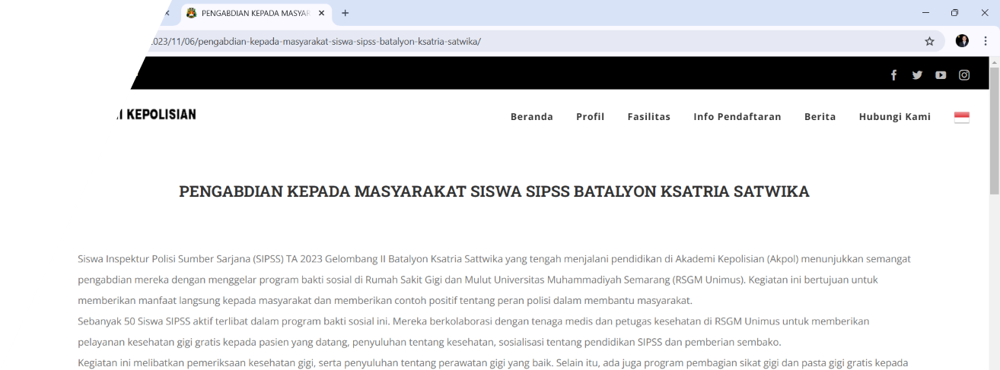 PENGABDIAN KEPADA MASYAR
023/11/06/pengabdian-kepada-masyarakat-siswa-sipss-batalyon-ksatria-satwika/
KEPOLISIAN
Beranda Profil Fasilitas Info Pendaftaran Berita Hubungi Kami
PENGABDIAN KEPADA MASYARAKAT SISWA SIPSS BATALYON KSATRIA SATWIKA
Siswa Inspektur Polisi Sumber Sarjana (SIPSS) TA 2023 Gelombang II Batalyon Ksatria Sattwika yang tengah menjalani pendidikan di Akademi Kepolisian (Akpol) menunjukkan semangat
pengabdian mereka dengan menggelar program bakti sosial di Rumah Sakit Gigi dan Mulut Universitas Muhammadiyah Semarang (RSGM Unimus). Kegiatan ini bertujuan untuk
memberikan manfaat langsung kepada masyarakat dan memberikan contoh positif tentang peran polisi dalam membantu masyarakat.
Sebanyak 50 Siswa SIPSS aktif terlibat dalam program bakti sosial ini. Mereka berkolaborasi dengan tenaga medis dan petugas kesehatan di RSGM Unimus untuk memberikan
pelayanan kesehatan gigi gratis kepada pasien yang datang, penyuluhan tentang kesehatan, sosialisasi tentang pendidikan SIPSS dan pemberian sembako.
Kegiatan ini melibatkan pemeriksaan kesehatan gigi, serta penyuluhan tentang perawatan gigi yang baik. Selain itu, ada juga program pembagian sikat gigi dan pasta gigi gratis kepada